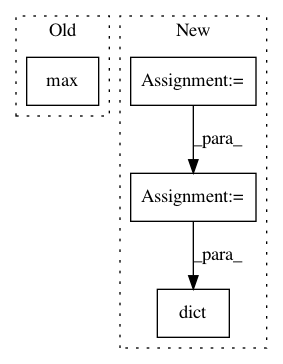 Old
New
max
Assignment:=
_para_
Assignment:=
_para_
dict